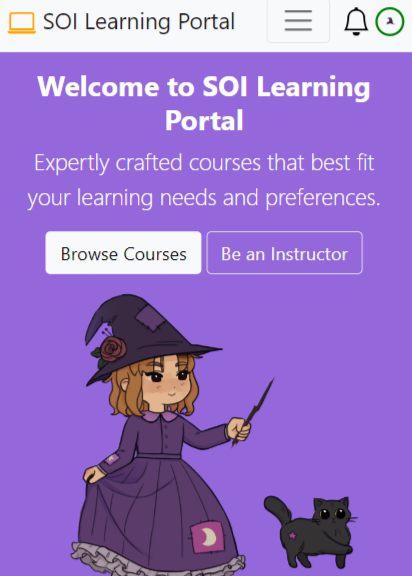 SOI Learning Portal
Welcome to SOI Learning
Portal
Expertly crafted courses that best fit
your learning needs and preferences.
Browse Courses
Be an Instructor